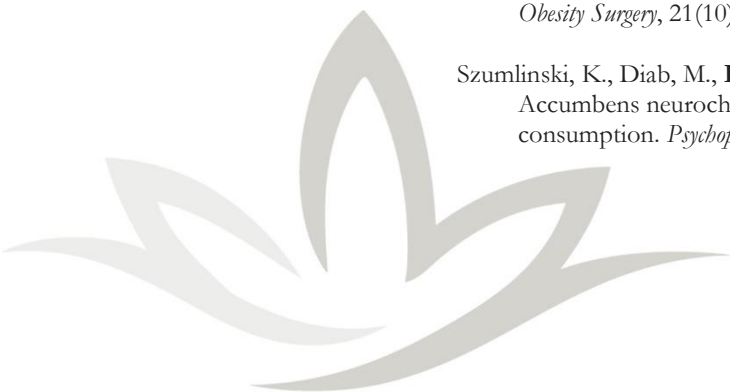 Obesity Surgery, 21(10)
Szumlinski, K., Diab, M.,
Accumbens neuroch
consumption. Psychop